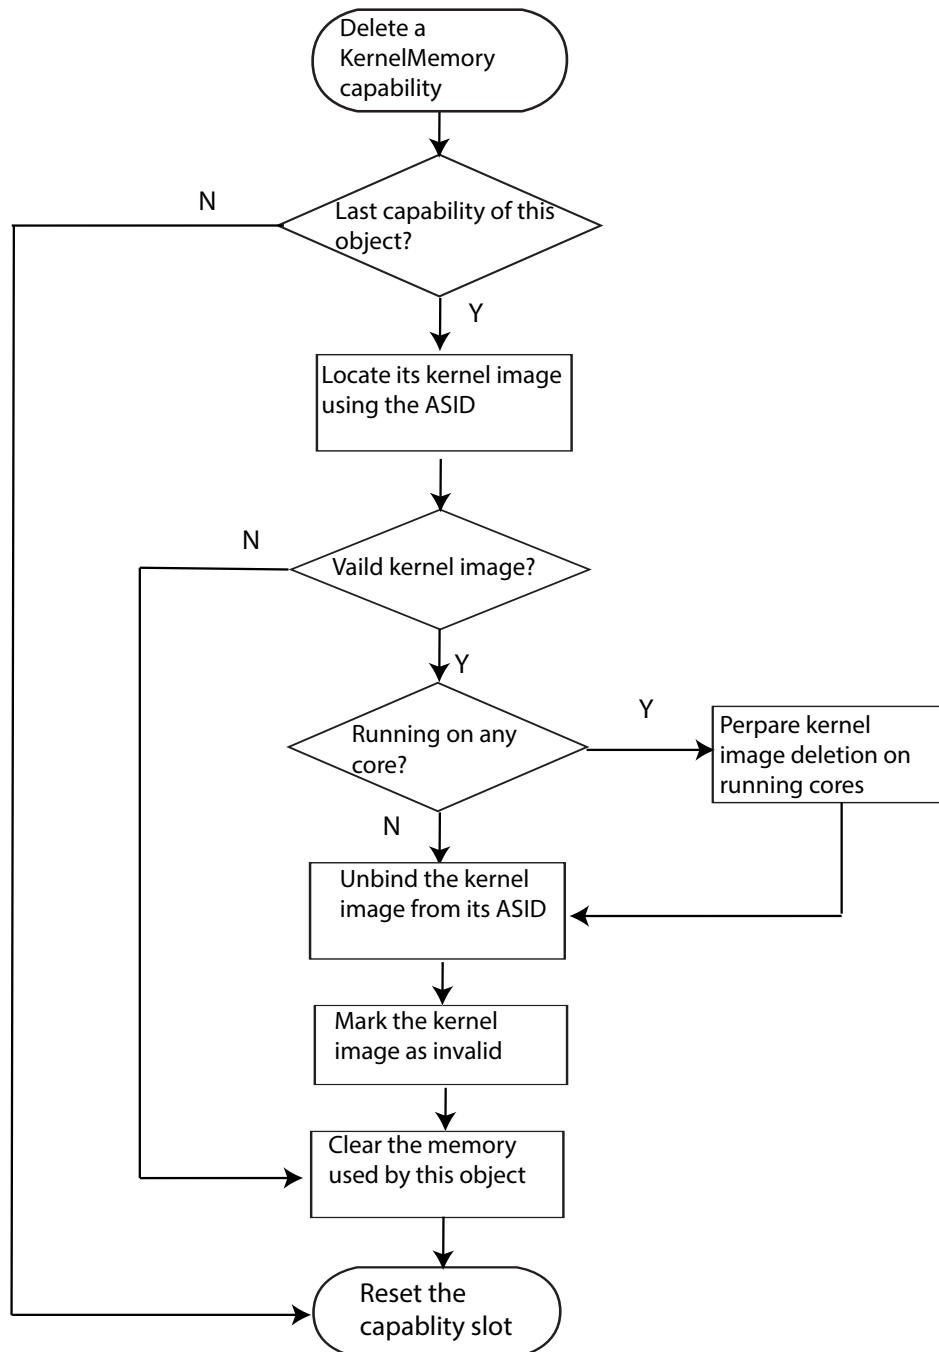 Delete a
KernelMemory
capability
N
Last capability of this
object?
Y
Locate its kernel image
using the ASID
N
Vaild kernel image?
Y
Running on any
core?
Y
Perpare kernel
image deletion on
running cores
N
Unbind the kernel
image from its ASID
Mark the kernel
image as invalid
Clear the memory
used by this object
Reset the
capablity slot